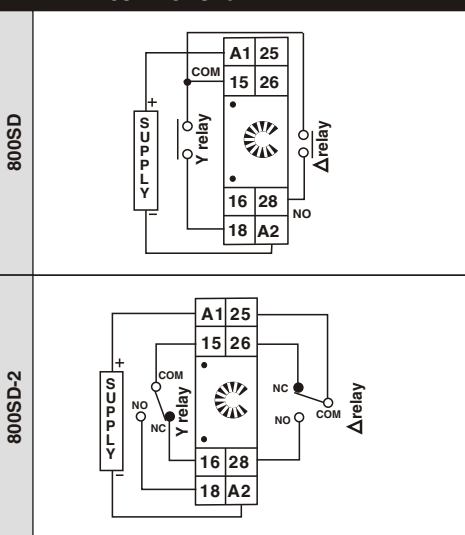 800SD
A1 25
COM
15 26
+
SUPPLY
Y relay
Δrelay
16 28
NO
−
18 A2
800SD-2
A1 25
15 26
+
COM
SUPPLY
NO
NC
Y relay
NC
NO
COM
Δrelay
16 28
−
18 A2